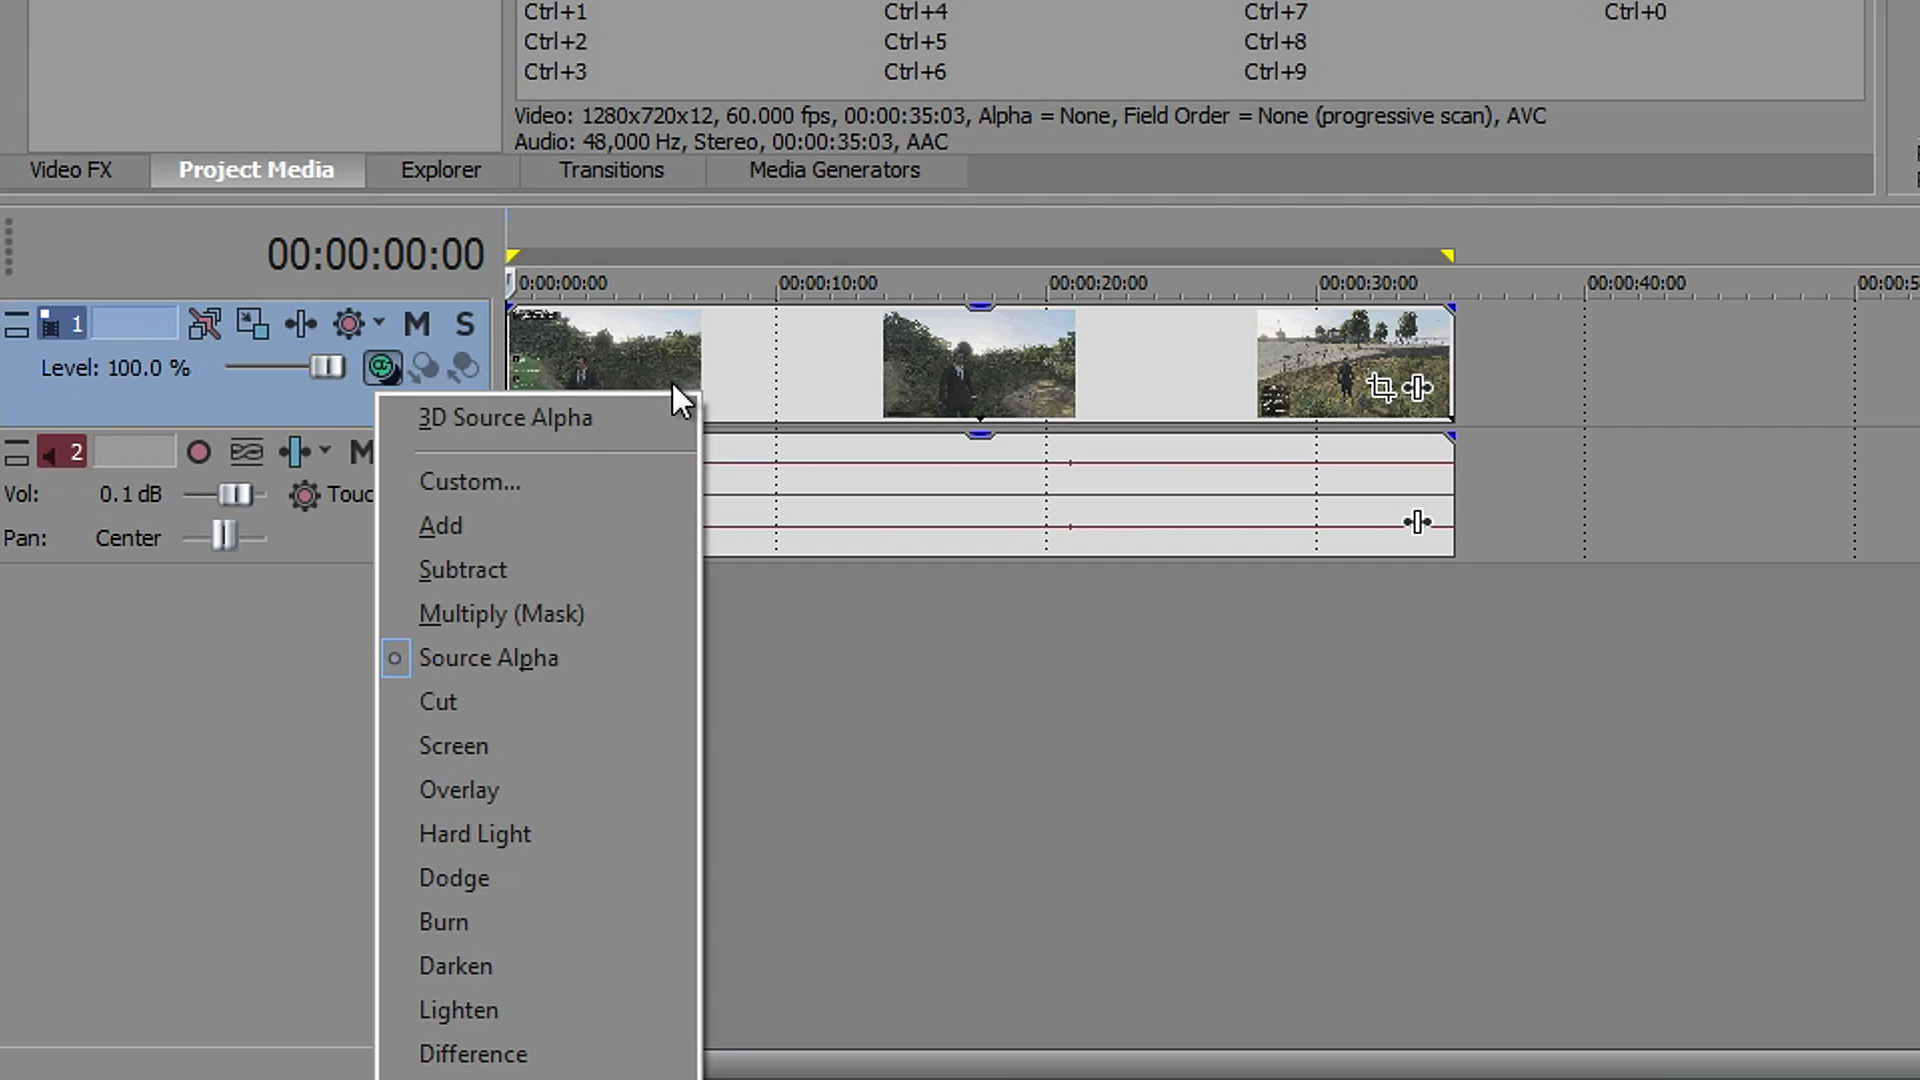 Ctrl+1 Ctrl+4 Ctrl+7 Ctrl+0
Ctrl+2 Ctrl+5 Ctrl+8
Ctrl+3 Ctrl+6 Ctrl+9
Video: 1280x720x12, 60.000 fps, 00:00:35:03, Alpha = None, Field Order = None (progressive scan), AVC
Audio: 48,000 Hz, Stereo, 00:00:35:03, AAC
Video FX Project Media Explorer Transitions Media Generators
00:00:00:00
0:00:00:00 00:00:10:00 00:00:20:00 00:00:30:00 00:00:40:00 00:00:5
1 M S
Level: 100.0 %
3D Source Alpha
2 M
Custom...
Vol: 0.1 dB Touc
Add
Pan: Center
Subtract
Multiply (Mask)
Source Alpha
Cut
Screen
Overlay
Hard Light
Dodge
Burn
Darken
Lighten
Difference